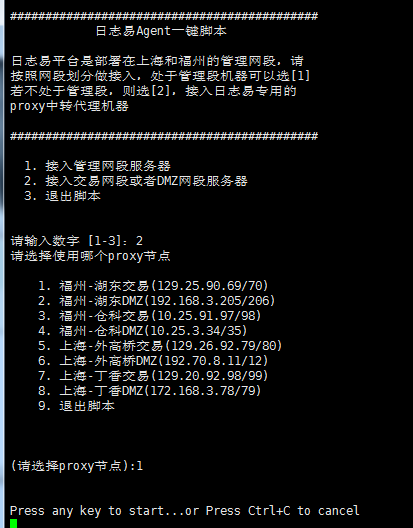 ############################################
日志易Agent一键脚本
日志易平台是部署在上海和福州的管理网段，请
按照网段划分做接入，处于管理段机器可以选[1]
若不处于管理段，则选[2]，接入日志易专用的
proxy中转代理机器
############################################
1. 接入管理网段服务器
2. 接入交易网段或者DMZ网段服务器
3. 退出脚本
请输入数字 [1-3]：2
请选择使用哪个proxy节点
1. 福州-湖东交易(129.25.90.69/70)
2. 福州-湖东DMZ(192.168.3.205/206)
3. 福州-仓科交易(10.25.91.97/98)
4. 福州-仓科DMZ(10.25.3.34/35)
5. 上海-外高桥交易(129.26.92.79/80)
6. 上海-外高桥DMZ(192.70.8.11/12)
7. 上海-丁香交易(129.20.92.98/99)
8. 上海-丁香DMZ(172.168.3.78/79)
9. 退出脚本
(请选择proxy节点):1
Press any key to start...or Press Ctrl+C to cancel